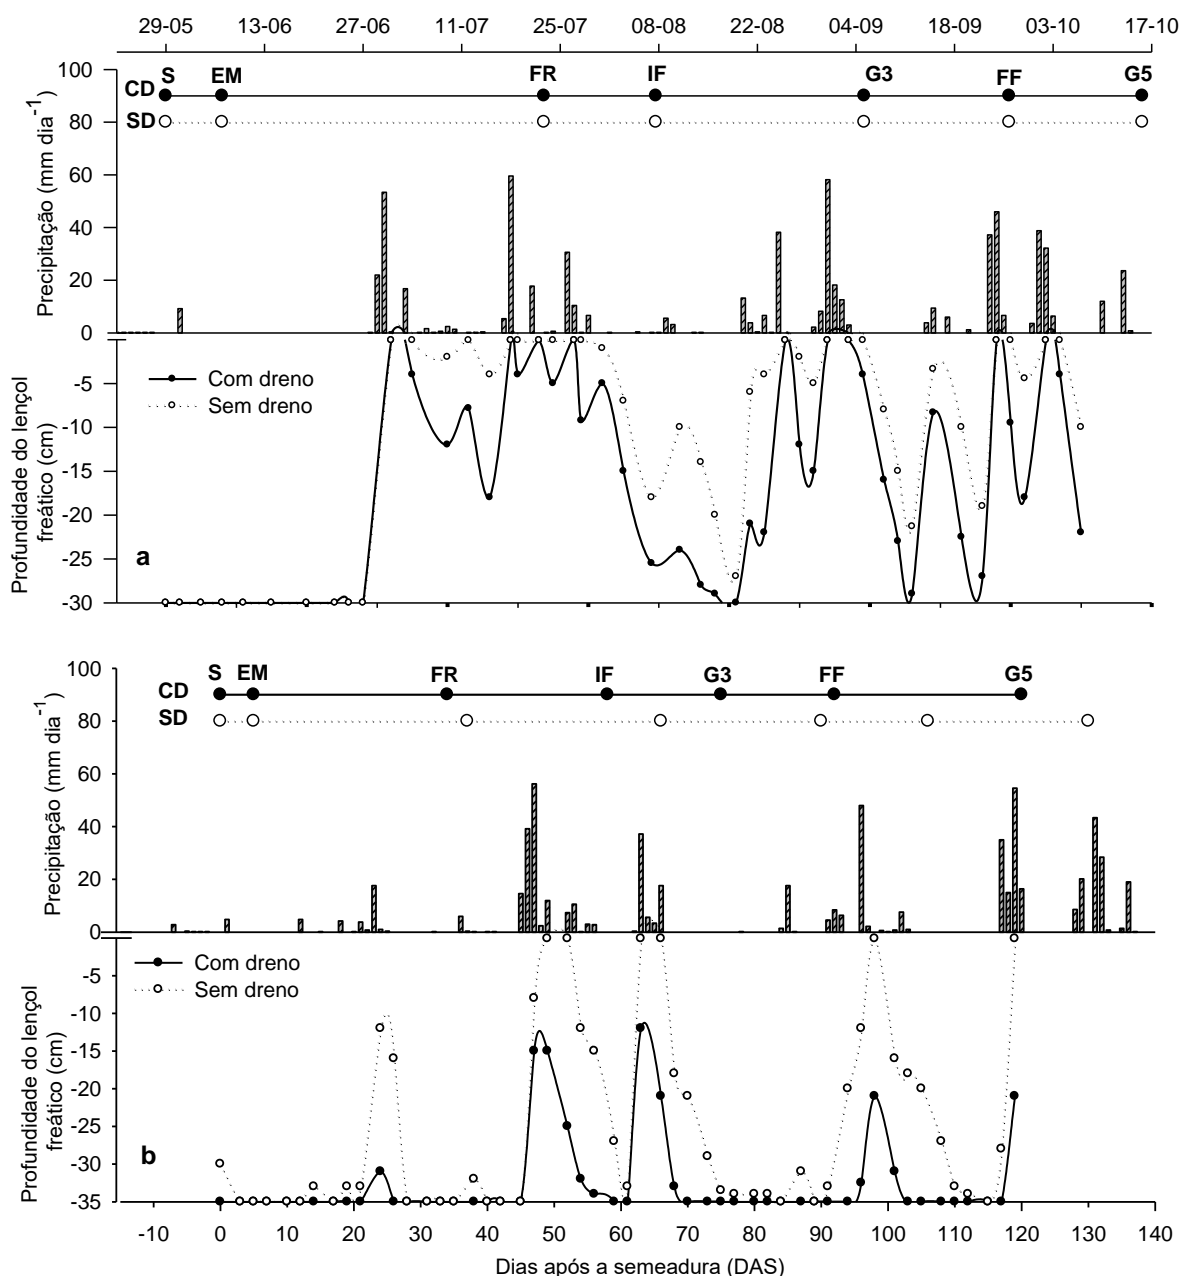 29-05 13-06 27-06 11-07 25-07 08-08 22-08 04-09 18-09 03-10 17-10
100
S EM FR IF G3 FF G5
CD
80
SD
60
40
20
0
Precipitação (mm dia-1)
-5
-10
-15
-20
-25
-30
Profundidade do lençol
freático (cm)
Com dreno
Sem dreno
a
100
S EM FR IF G3 FF G5
CD
80
SD
60
40
20
0
Precipitação (mm dia-1)
-5
-10
-15
-20
-25
-30
-35
Profundidade do lençol
freático (cm)
Com dreno
Sem dreno
b
-10 0 10 20 30 40 50 60 70 80 90 100 110 120 130 140
Dias após a semeadura (DAS)